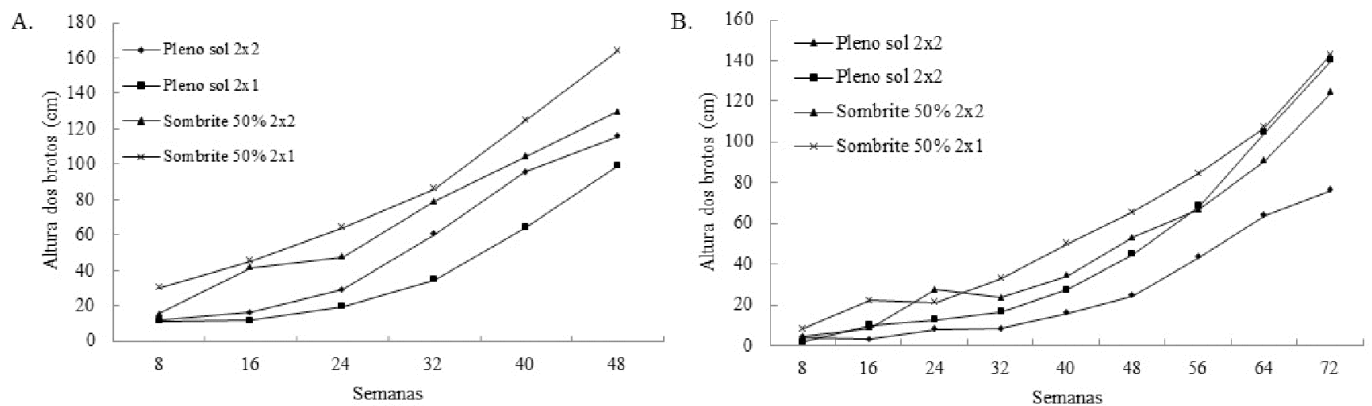 A.
Altura dos brotos (cm)
180
160
140
120
100
80
60
40
20
0
Pleno sol 2x2
Pleno sol 2x1
Sombrite 50% 2x2
Sombrite 50% 2x1
8 16 24 32 40 48
Semanas
B.
Altura dos brotos (cm)
160
140
120
100
80
60
40
20
0
Pleno sol 2x2
Pleno sol 2x2
Sombrite 50% 2x2
Sombrite 50% 2x1
8 16 24 32 40 48 56 64 72
Semanas